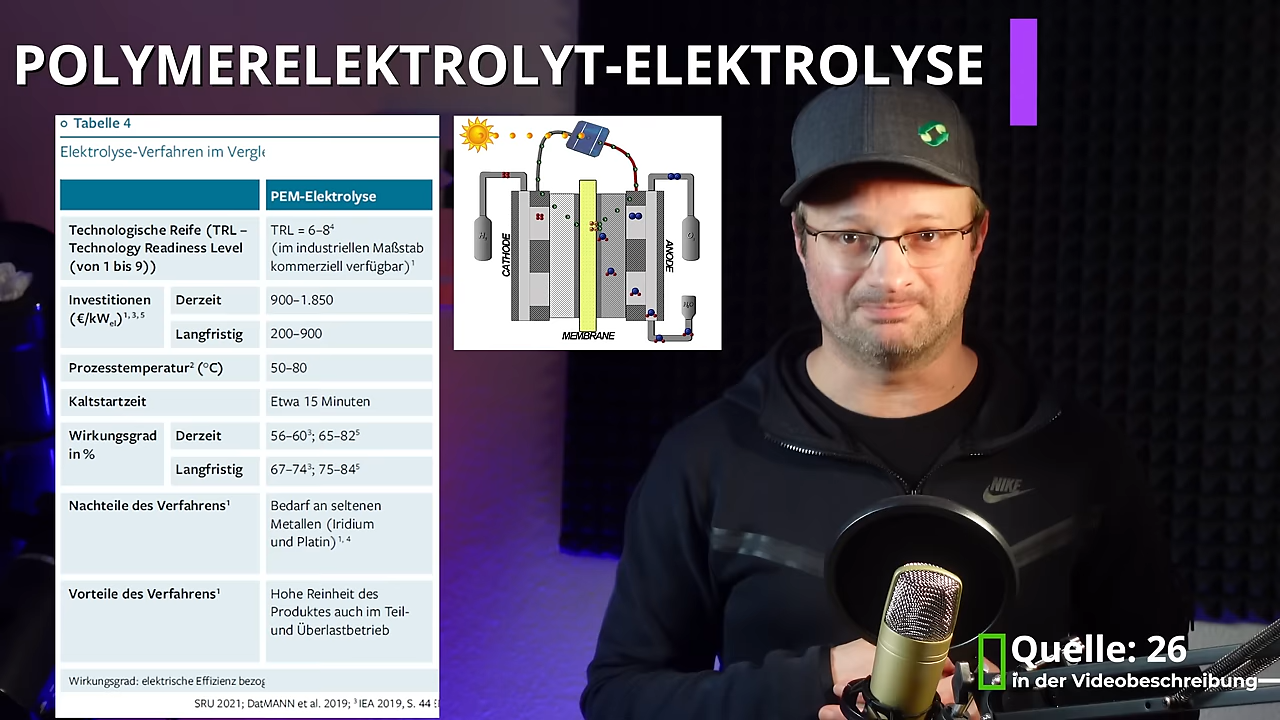 POLYMERELEKTROLYT-ELEKTROLYSE
Tabelle 4
Elektrolyse-Verfahren im Vergle
PEM-Elektrolyse
Technologische Reife (TRL –
Technology Readiness Leve
(von 1 bis 9))
TRL = 6–8⁴
(im industriellen Maßstab
kommerziell verfügbar)¹
Investitionen
(€/kWel)¹,³,⁵
Derzeit
900–1.850
Langfristig
200–900
Prozesstemperatur² (°C)
50–80
Kaltstartzeit
Etwa 15 Minuten
Wirkungsgrad
in %
Derzeit
56–60³; 65–82⁵
Langfristig
67–74³; 75–84⁵
Nachteile des Verfahrens¹
Bedarf an seltenen
Metallen (Iridium
und Platin)¹,⁴
Vorteile des Verfahrens¹
Hohe Reinheit des
Produktes auch im Teil-
und Überlastbetrieb
Wirkungsgrad: elektrische Effizienz bezog
SRU 2021; DatMANN et al. 2019; ³IEA 2019, S. 44
H₂
CATHODE
ANODE
O₂
H₂O
MEMBRANE
NIKE
Quelle: 26
in der Videobeschreibung